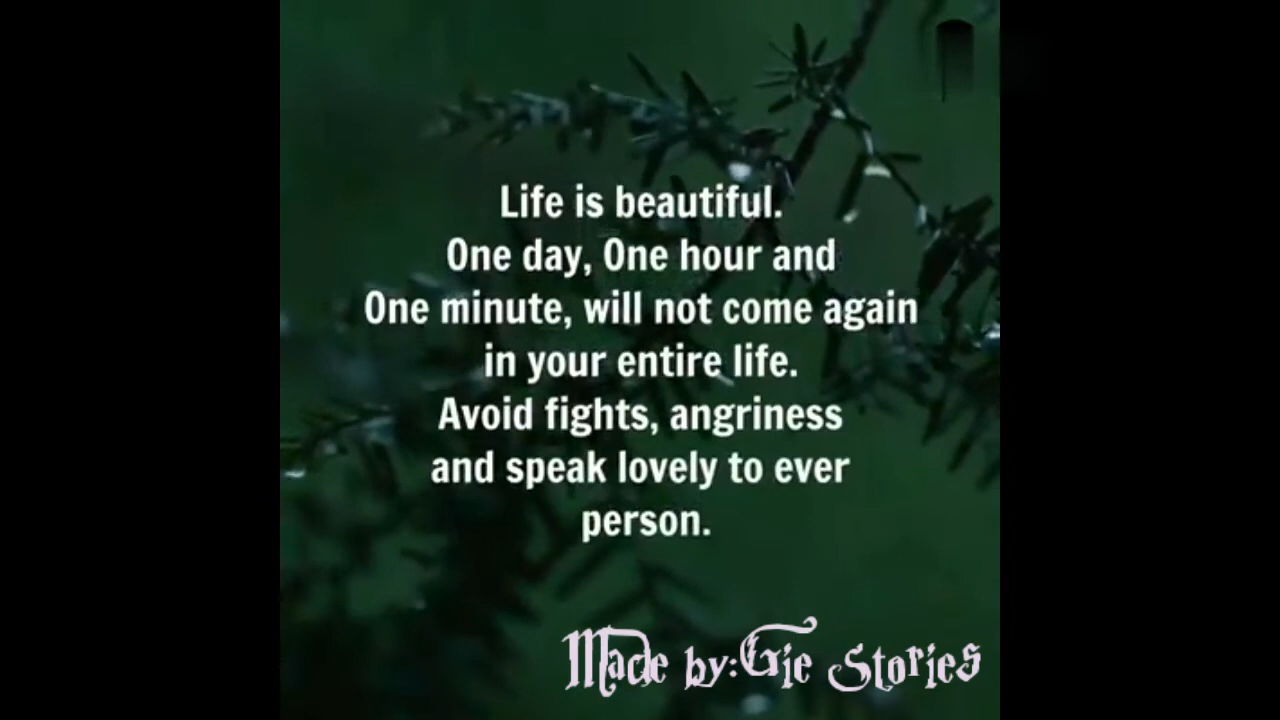 Life is beautiful.
One day, One hour and
One minute, will not come again
in your entire life.
Avoid fights, angriness
and speak lovely to ever
person.
Made by:Gie Stories